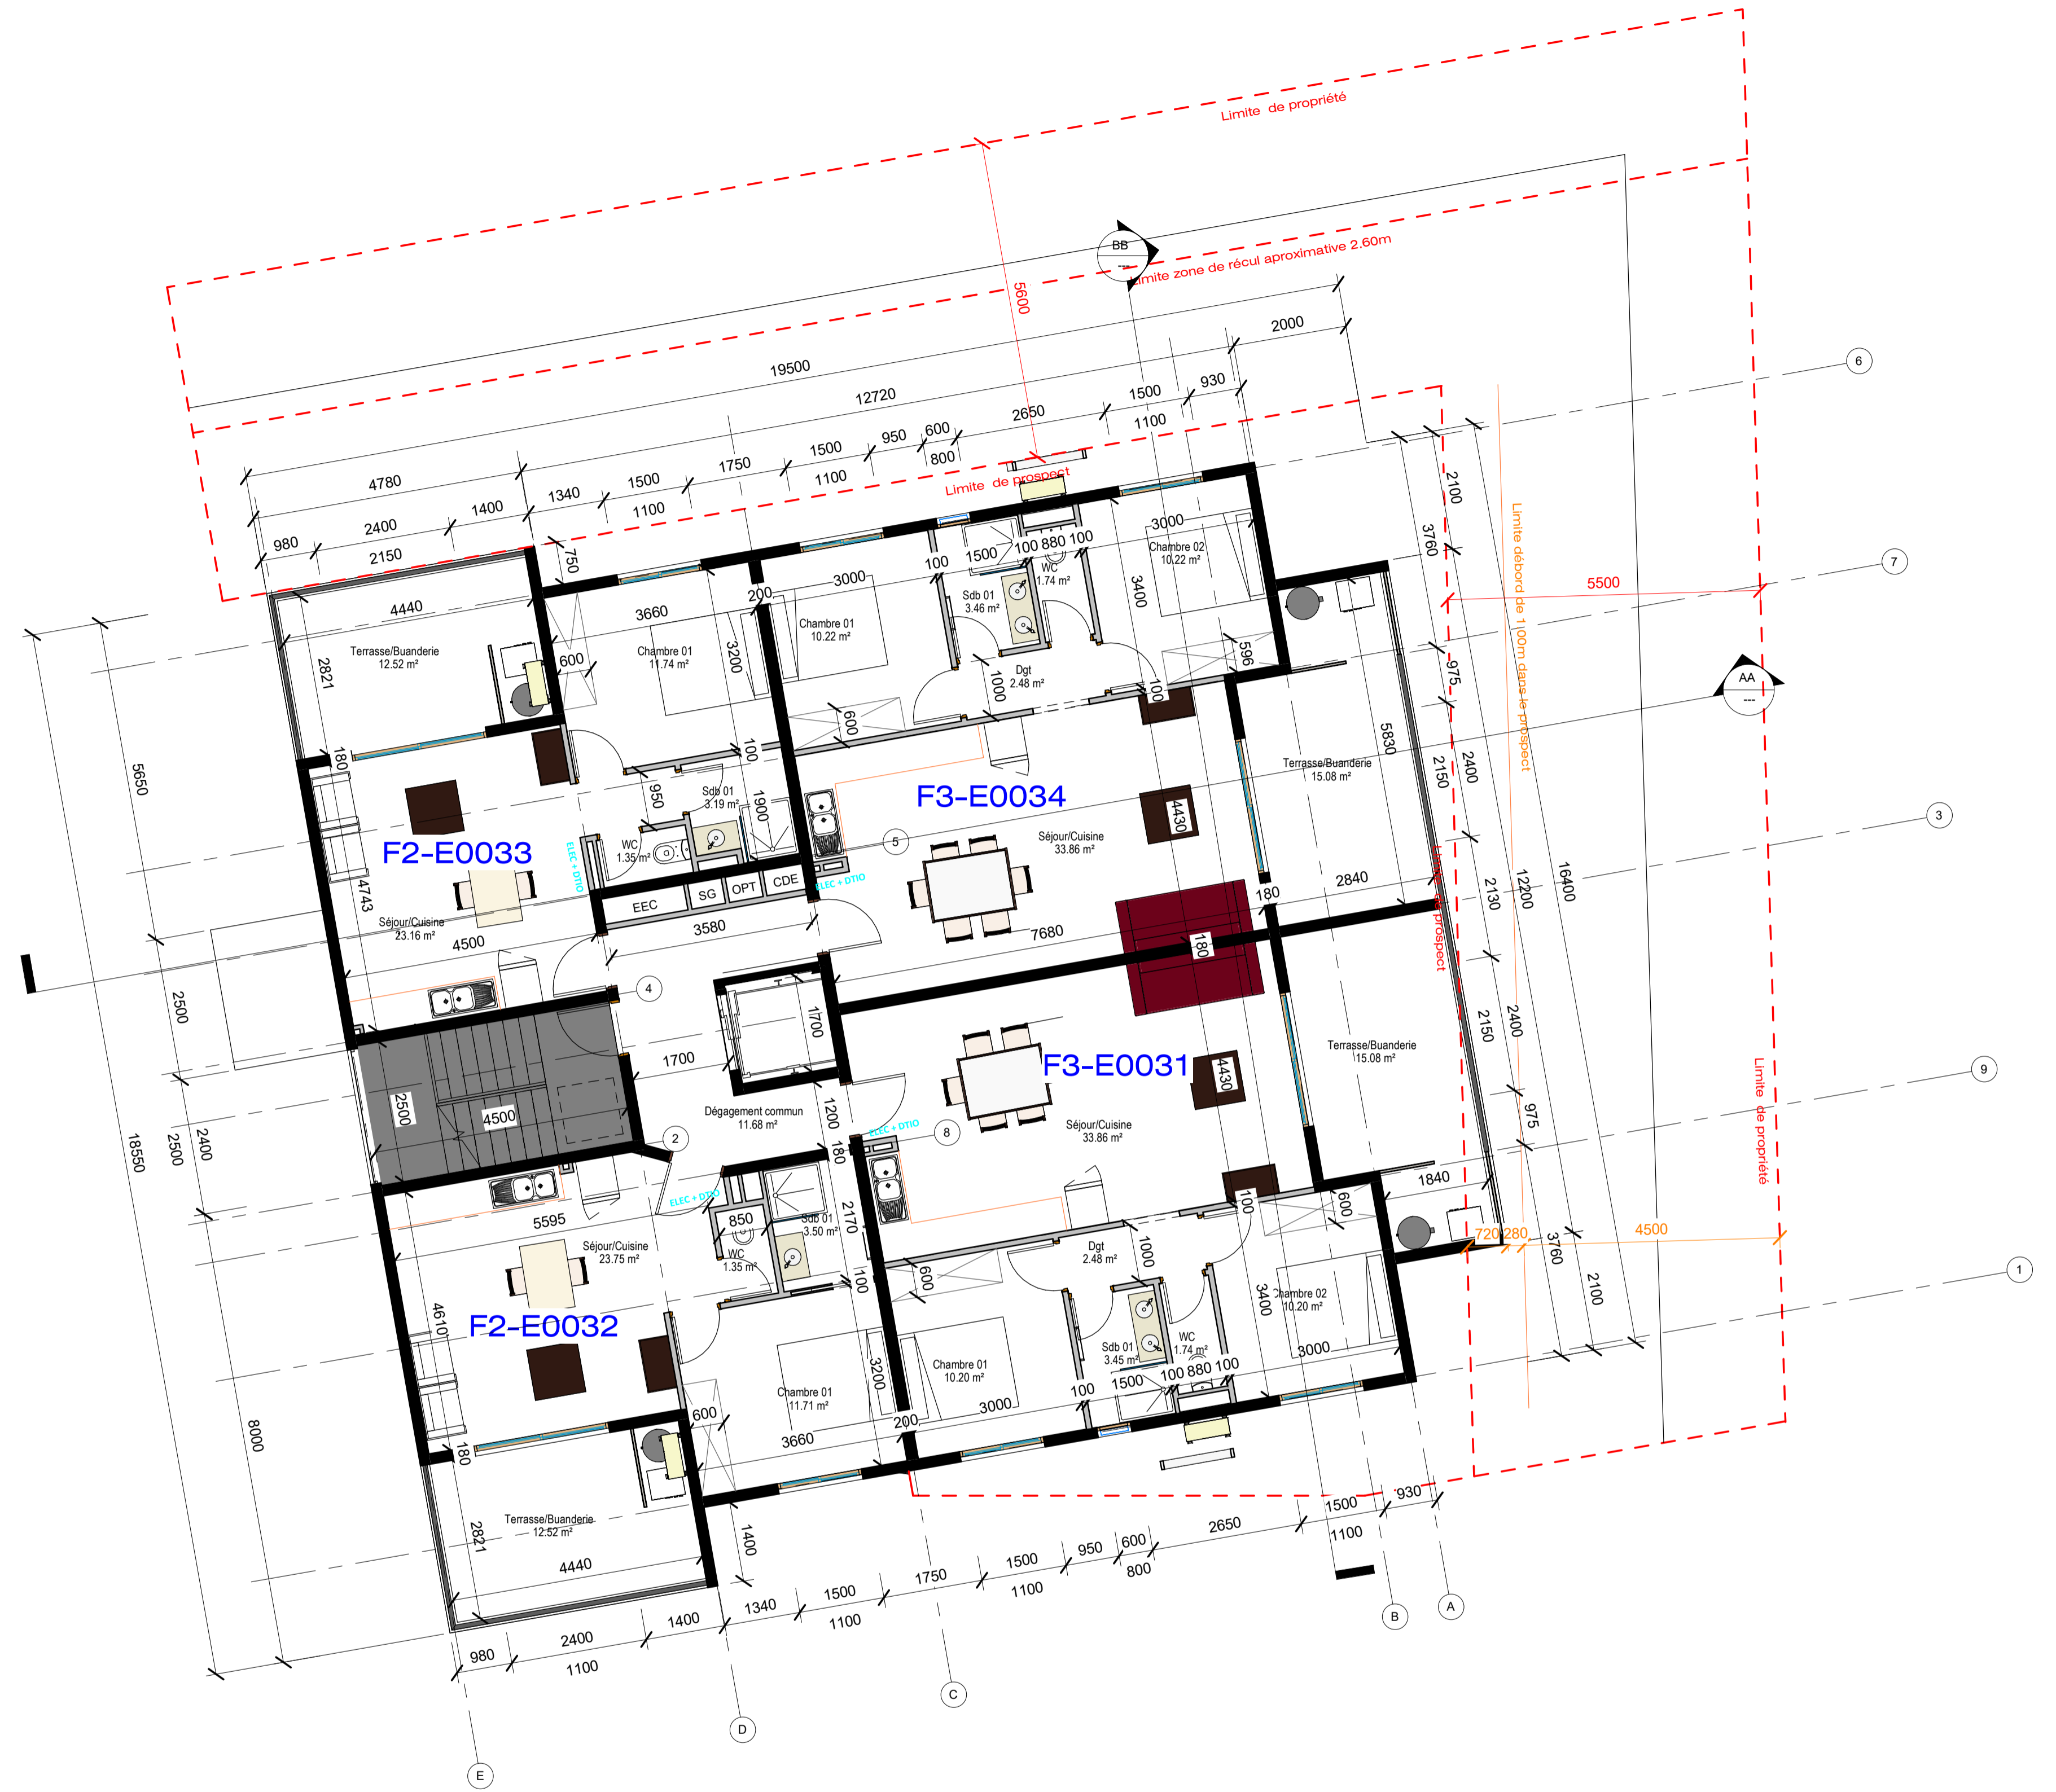 Limite de propriété
BB
---
Limite zone de récul aproximative 2.60m
5600
2000
6
19500
12720
1500
930
2650
1100
600
800
950
1500
1100
1750
1500
1100
1340
4780
1400
2400
2150
980
750
Limite de prospect
2100
3760
7
5500
Limite débord de 1.00m dans le prospect
4440
Terrasse/Buanderie
12.52 m²
2821
180
3660
600
Chambre 01
11.74 m²
3200
200
100
3000
Chambre 01
10.22 m²
600
100
1500
100
880
100
3000
Sdb 01
3.46 m²
WC
1.74 m²
Chambre 02
10.22 m²
3400
596
Dgt
2.48 m²
1000
100
975
AA
---
5830
2400
2150
Terrasse/Buanderie
15.08 m²
5650
950
Sdb 01
3.19 m²
1900
WC
1.35 m²
F2-E0033
F3-E0034
Séjour/Cuisine
33.86 m²
4430
3
5
ELEC + DTIO
ELEC + DTIO
EEC
SG
OPT
CDE
3580
4743
Séjour/Cuisine
23.16 m²
4500
7680
180
180
2840
Limite de prospect
2130
12200
16400
4
1700
1700
2500
2500
4500
2400
2500
18550
Dégagement commun
11.68 m²
1200
180
2
8
ELEC + DTIO
ELEC + DTIO
F3-E0031
Séjour/Cuisine
33.86 m²
4430
Terrasse/Buanderie
15.08 m²
2400
2150
975
9
Limite de propriété
1840
720
280
4500
3760
2100
1
5595
850
Séjour/Cuisine
23.75 m²
WC
1.35 m²
Sdb 01
3.50 m²
2170
100
4610
F2-E0032
8000
180
600
Chambre 01
11.71 m²
3200
3660
200
600
Chambre 01
10.20 m²
3000
100
1500
100
880
100
3000
Dgt
2.48 m²
1000
100
600
Sdb 01
3.45 m²
WC
1.74 m²
3400
Chambre 02
10.20 m²
Terrasse/Buanderie
12.52 m²
2821
4440
1400
980
2400
1100
1400
1340
1500
1100
1750
1500
1100
950
600
800
2650
1500
1100
930
B
A
C
D
E